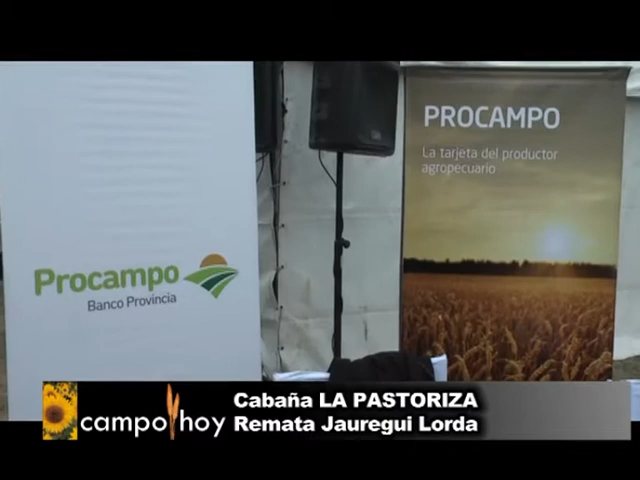 PROCAMPO
La tarjeta del productor
agropecuario
Procampo
Banco Provincia
campo hoy
Cabaña LA PASTORIZA
Remata Jauregui Lorda